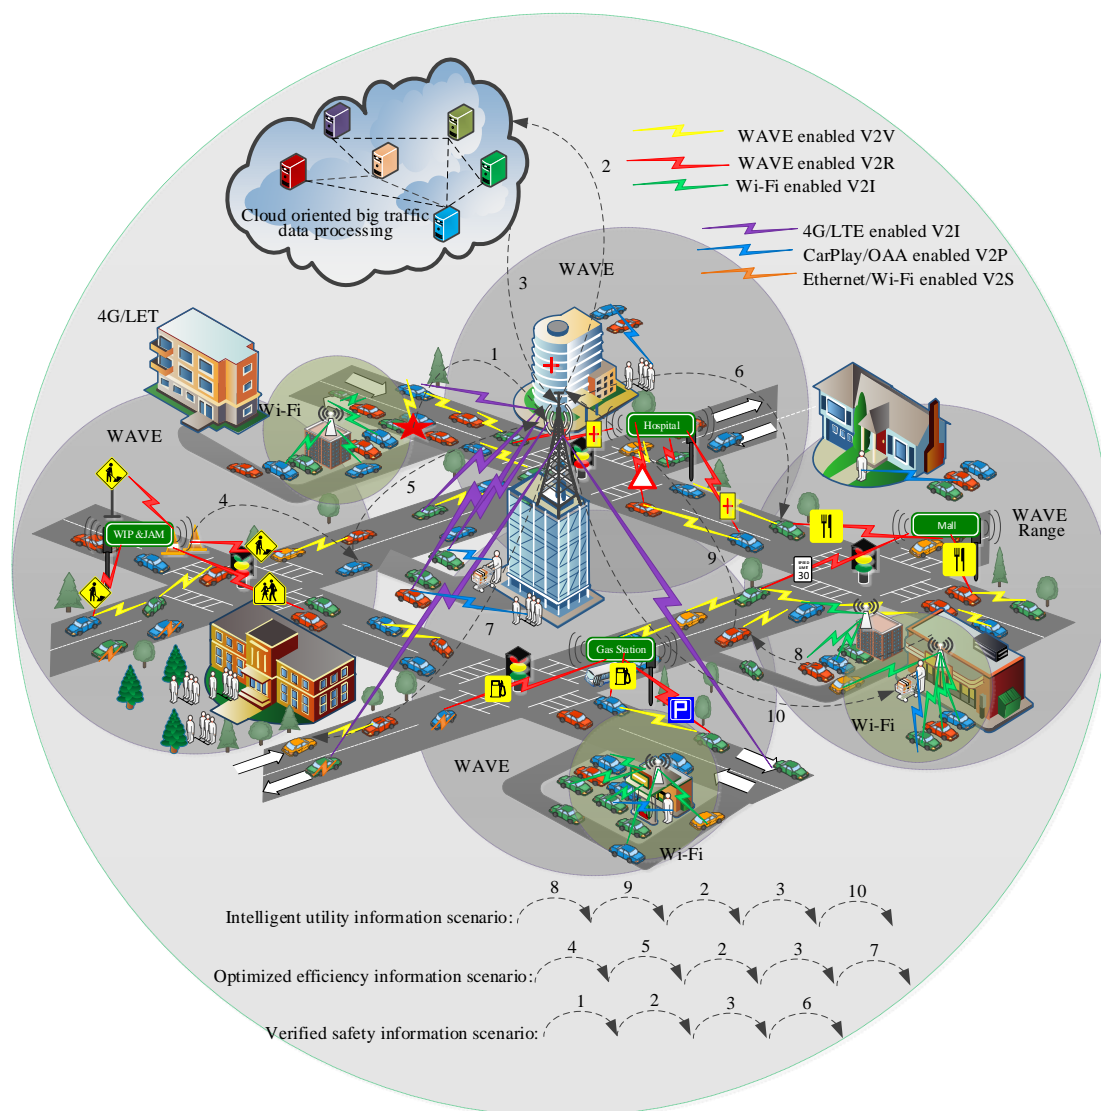 WAVE enabled V2V
2
WAVE enabled V2R
Wi-Fi enabled V2I
Cloud oriented big traffic
data processing
4G/LTE enabled V2I
CarPlay/OAA enabled V2P
Ethernet/Wi-Fi enabled V2S
WAVE
3
4G/LET
1
6
Wi-Fi
Hospital
WAVE
5
4
WIP &JAM
Mall
WAVE
Range
9
SPEED
LIMIT
30
7
Gas Station
8
P
10
Wi-Fi
WAVE
Wi-Fi
8 9 2 3 10
Intelligent utility information scenario:
4 5 2 3 7
Optimized efficiency information scenario:
1 2 3 6
Verified safety information scenario: